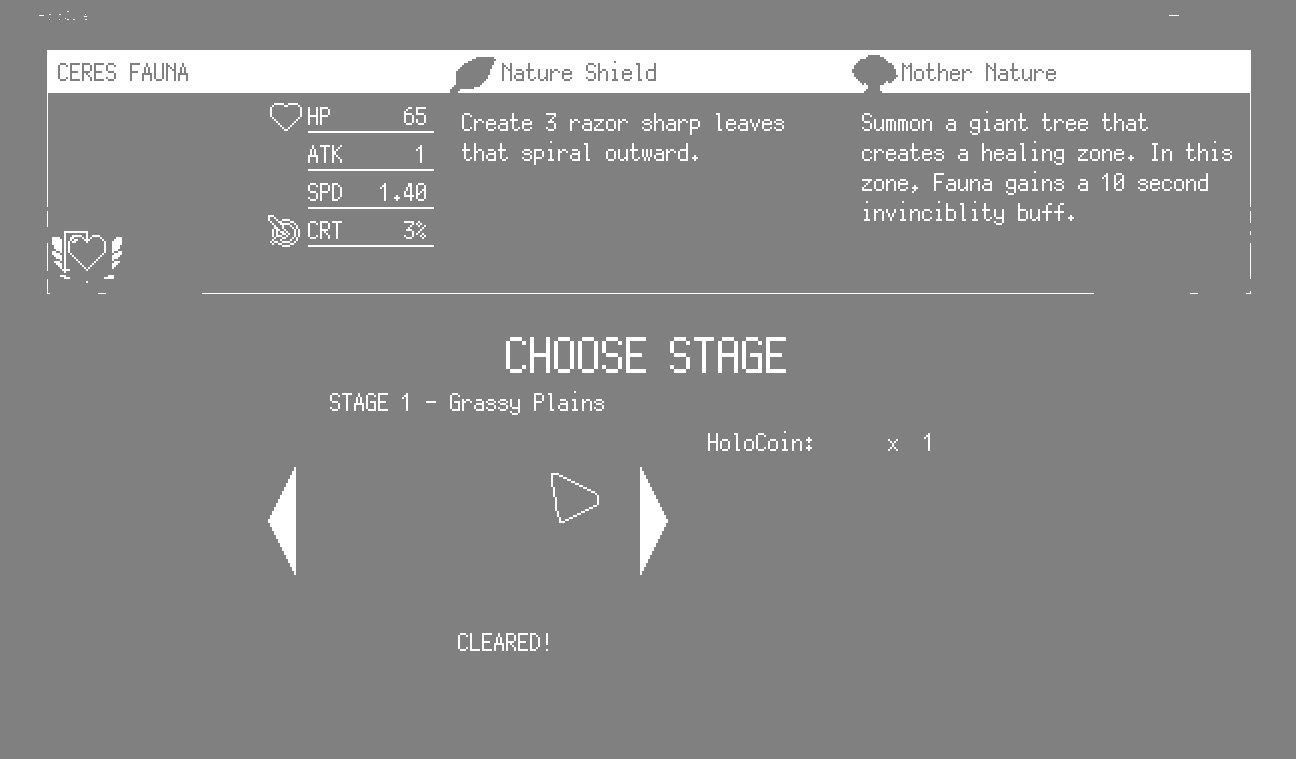 CERES FAUNA
Nature Shield
Mother Nature
HP 65
ATK 1
SPD 1.40
CRT 3%
Create 3 razor sharp leaves
that spiral outward.
Summon a giant tree that
creates a healing zone. In this
zone, Fauna gains a 10 second
invinciblity buff.
CHOOSE STAGE
STAGE 1 - Grassy Plains
HoloCoin: x 1
CLEARED!